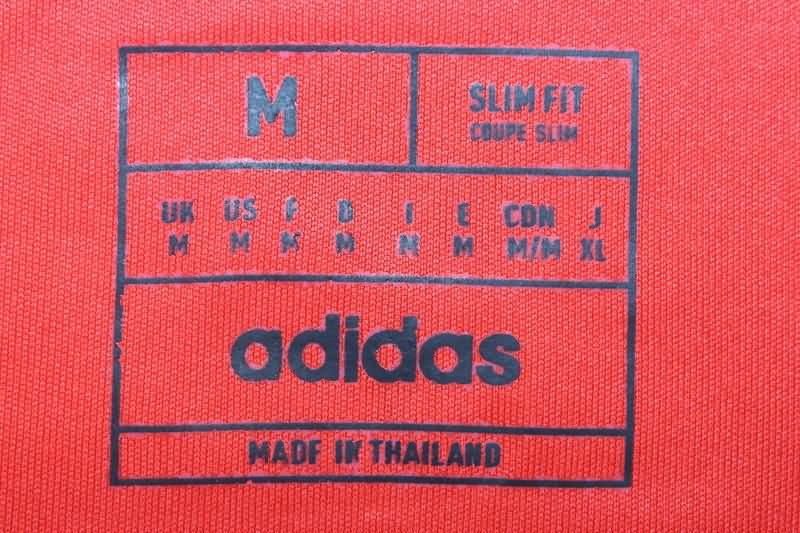 M
SLIM FIT
COUPE SLIM
UK US F D I E CDN J
M M M M M M M/M XL
adidas
MADE IN THAILAND